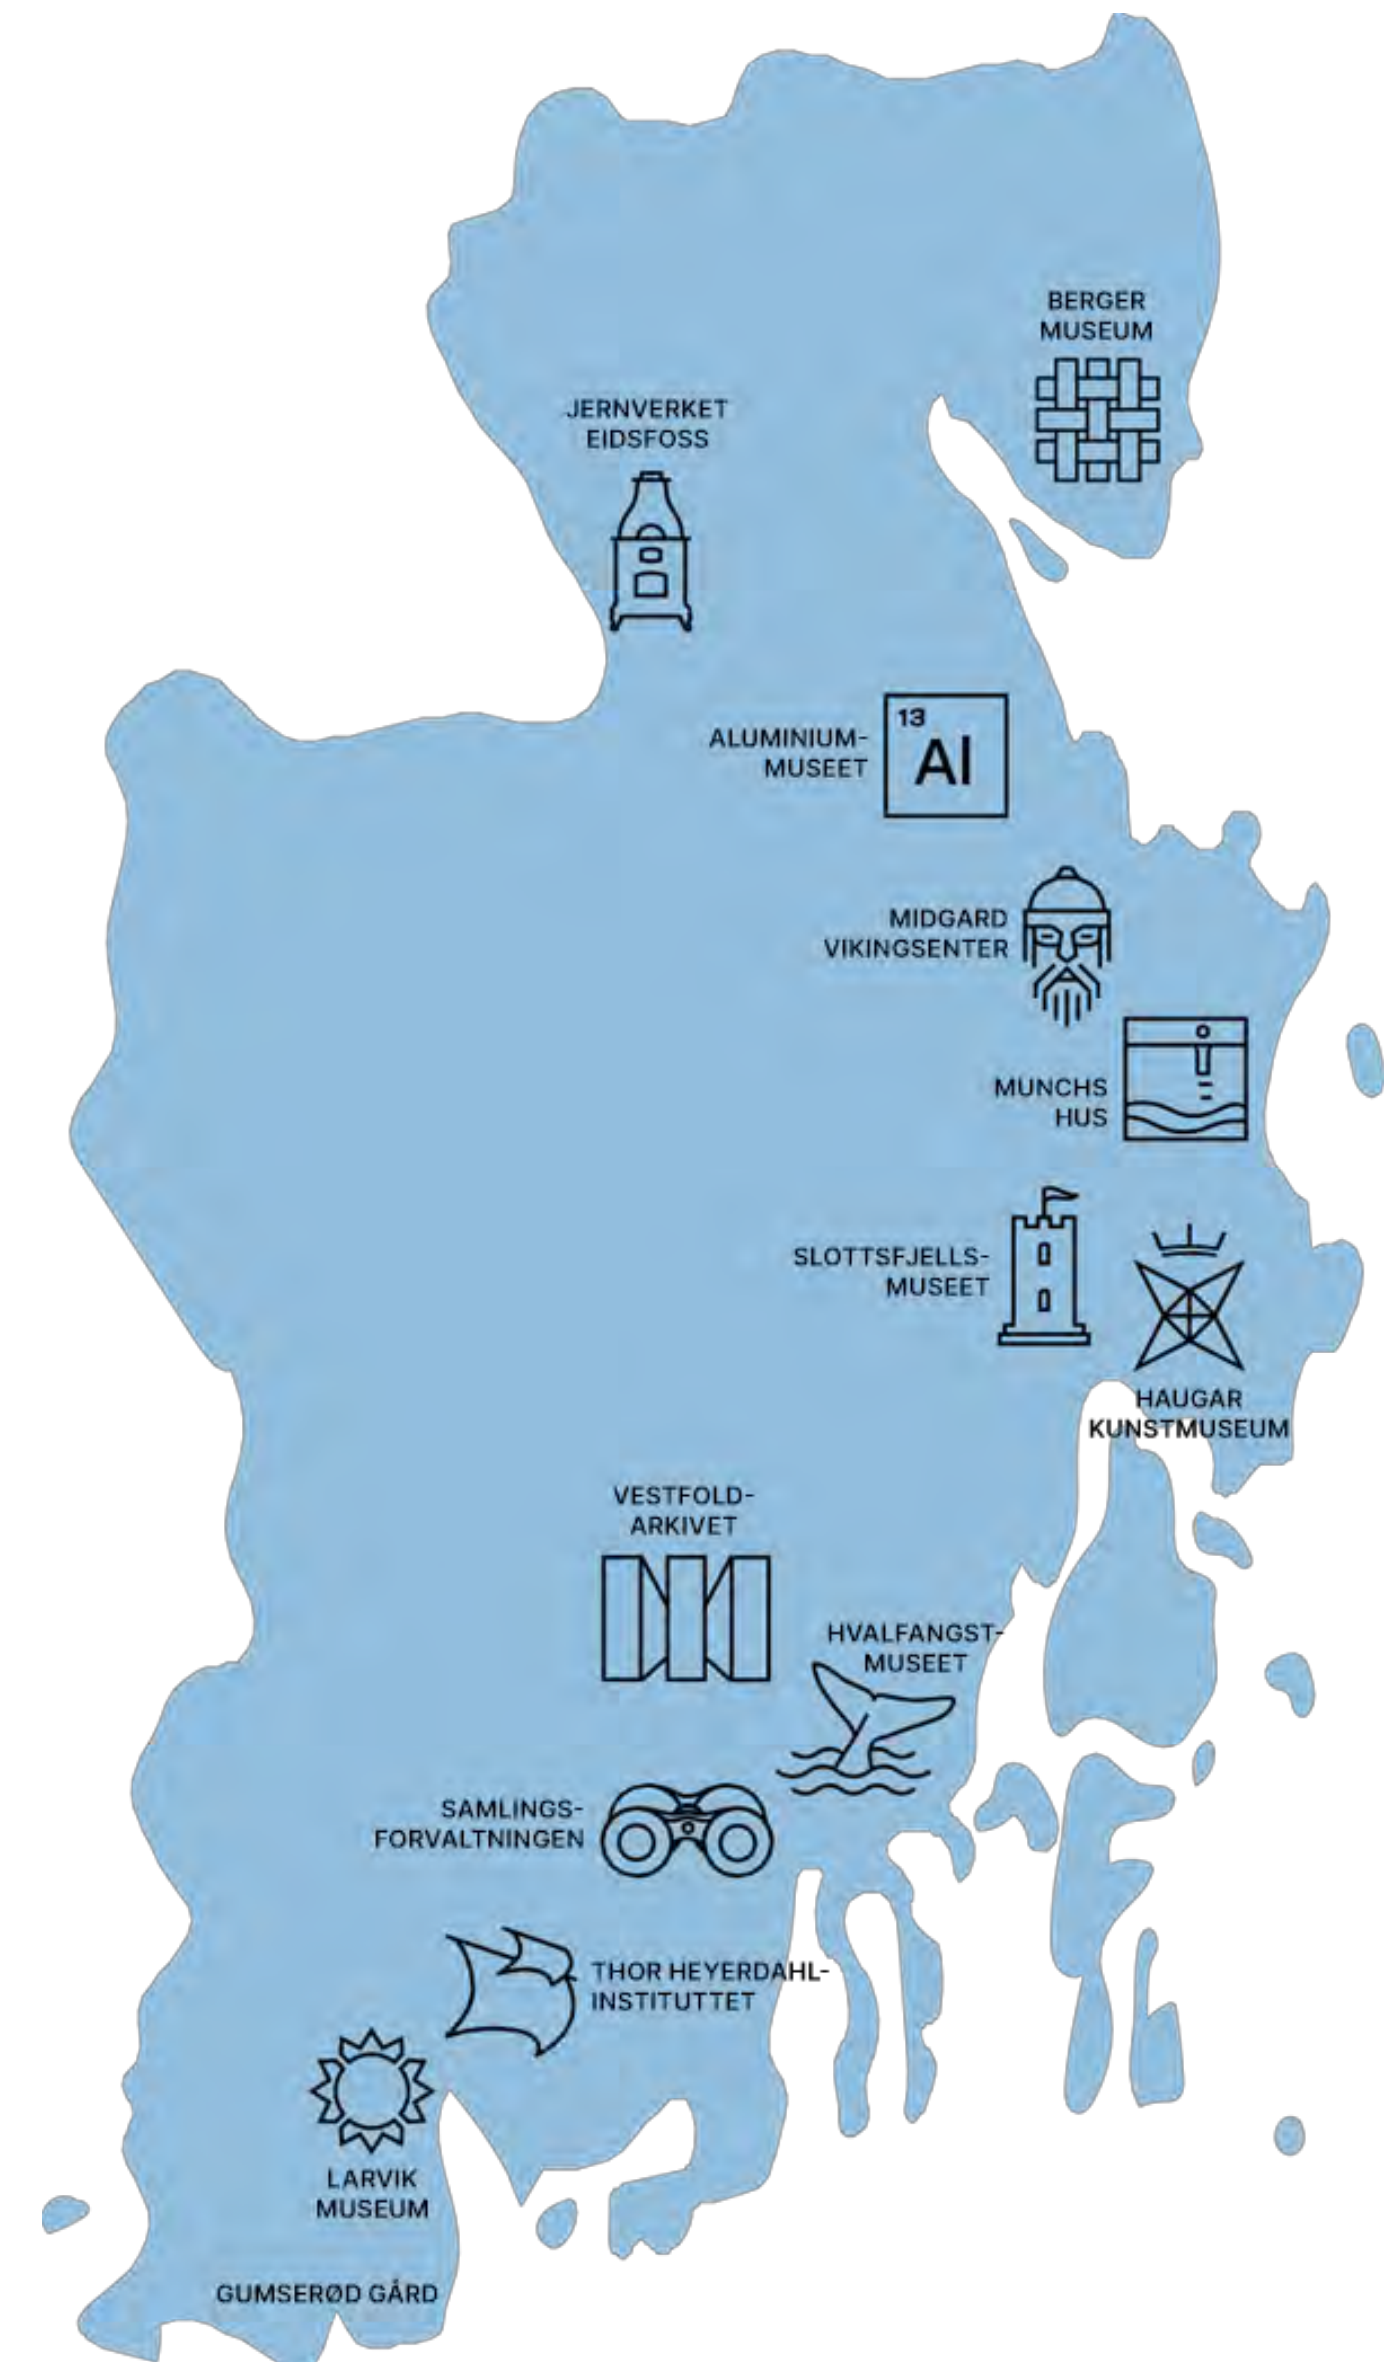 BERGER
MUSEUM
JERNVERKET
EIDSFOSS
13
Al
ALUMINIUM-
MUSEET
MIDGARD
VIKINGSENTER
MUNCHS
HUS
SLOTTSFJELLS-
MUSEET
HAUGAR
KUNSTMUSEUM
VESTFOLD-
ARKIVET
HVALFANGST-
MUSEET
SAMLINGS-
FORVALTNINGEN
THOR HEYERDAHL-
INSTITUTTET
LARVIK
MUSEUM
GUMSERØD GÅRD